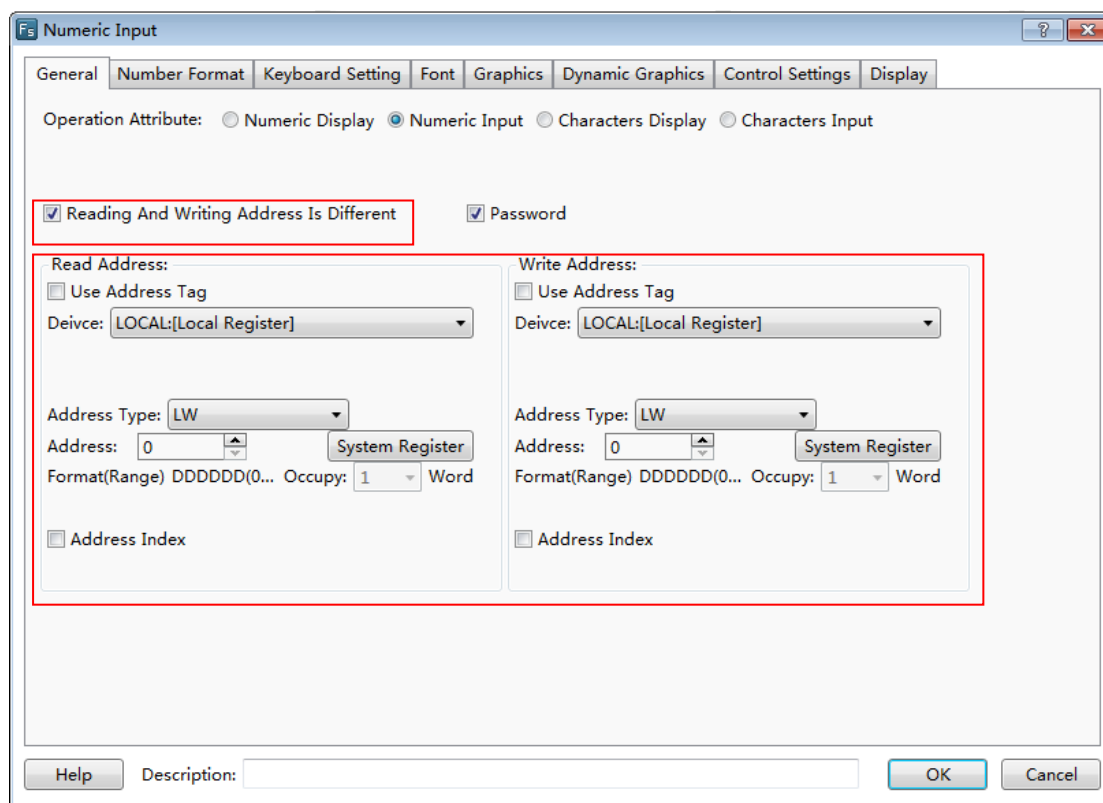 Fs Numeric Input
General Number Format Keyboard Setting Font Graphics Dynamic Graphics Control Settings Display
Operation Attribute: Numeric Display Numeric Input Characters Display Characters Input
Reading And Writing Address Is Different Password
Read Address: Write Address:
Use Address Tag Use Address Tag
Deivce: LOCAL:[Local Register] Deivce: LOCAL:[Local Register]
Address Type: LW Address Type: LW
Address: 0 System Register Address: 0 System Register
Format(Range) DDDDDD(0... Occupy: 1 Word Format(Range) DDDDDD(0... Occupy: 1 Word
Address Index Address Index
Help Description: OK Cancel